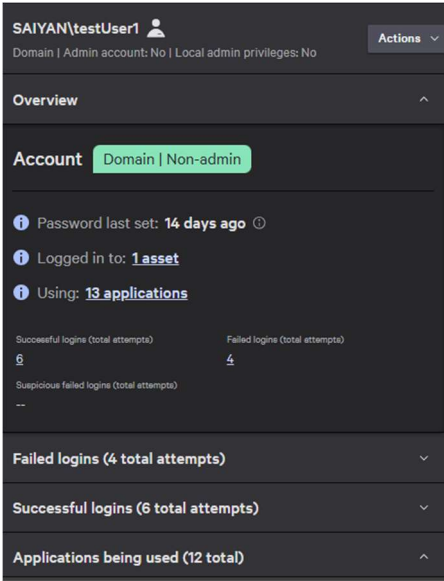 SAIYAN\testUser1
Domain | Admin account: No | Local admin privileges: No
Actions
Overview
Account Domain | Non-admin
Password last set: 14 days ago
Logged in to: 1 asset
Using: 13 applications
Successful logins (total attempts) Failed logins (total attempts)
6 4
Suspicious failed logins (total attempts)
--
Failed logins (4 total attempts)
Successful logins (6 total attempts)
Applications being used (12 total)